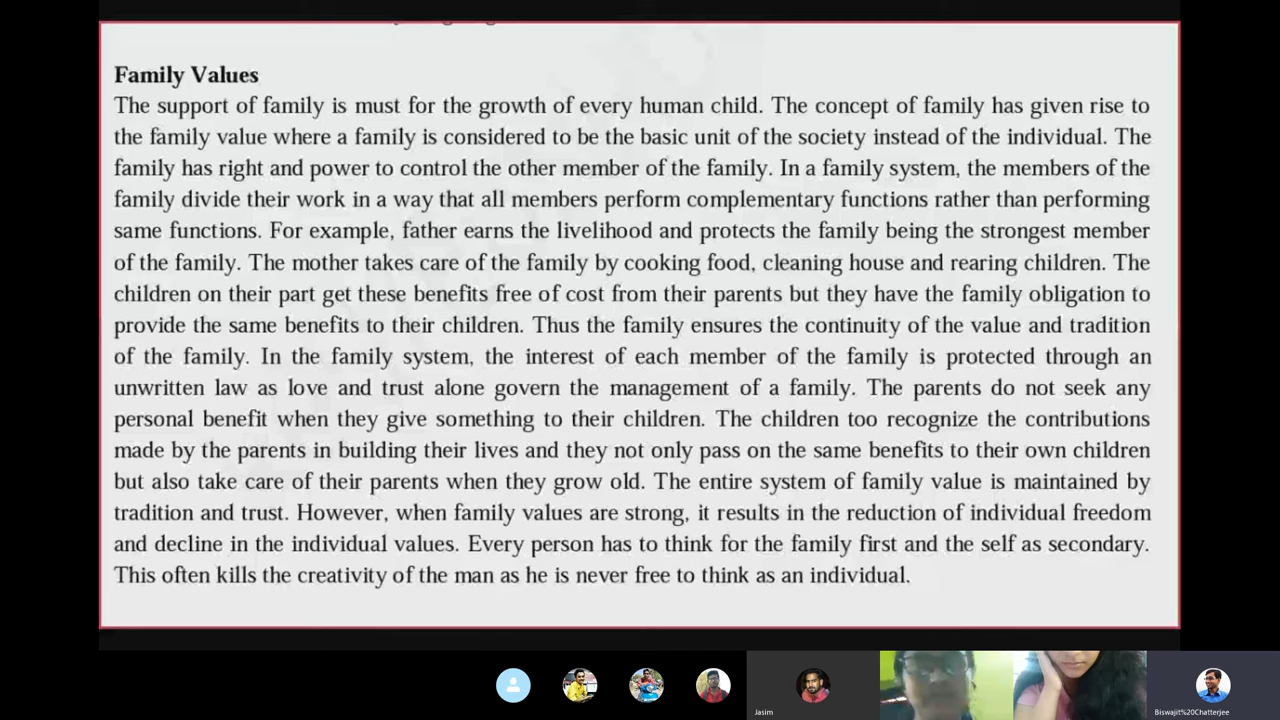 Family Values
The support of family is must for the growth of every human child. The concept of family has given rise to
the family value where a family is considered to be the basic unit of the society instead of the individual. The
family has right and power to control the other member of the family. In a family system, the members of the
family divide their work in a way that all members perform complementary functions rather than performing
same functions. For example, father earns the livelihood and protects the family being the strongest member
of the family. The mother takes care of the family by cooking food, cleaning house and rearing children. The
children on their part get these benefits free of cost from their parents but they have the family obligation to
provide the same benefits to their children. Thus the family ensures the continuity of the value and tradition
of the family. In the family system, the interest of each member of the family is protected through an
unwritten law as love and trust alone govern the management of a family. The parents do not seek any
personal benefit when they give something to their children. The children too recognize the contributions
made by the parents in building their lives and they not only pass on the same benefits to their own children
but also take care of their parents when they grow old. The entire system of family value is maintained by
tradition and trust. However, when family values are strong, it results in the reduction of individual freedom
and decline in the individual values. Every person has to think for the family first and the self as secondary.
This often kills the creativity of the man as he is never free to think as an individual.
Jasim
Biswajit%20Chatterjee